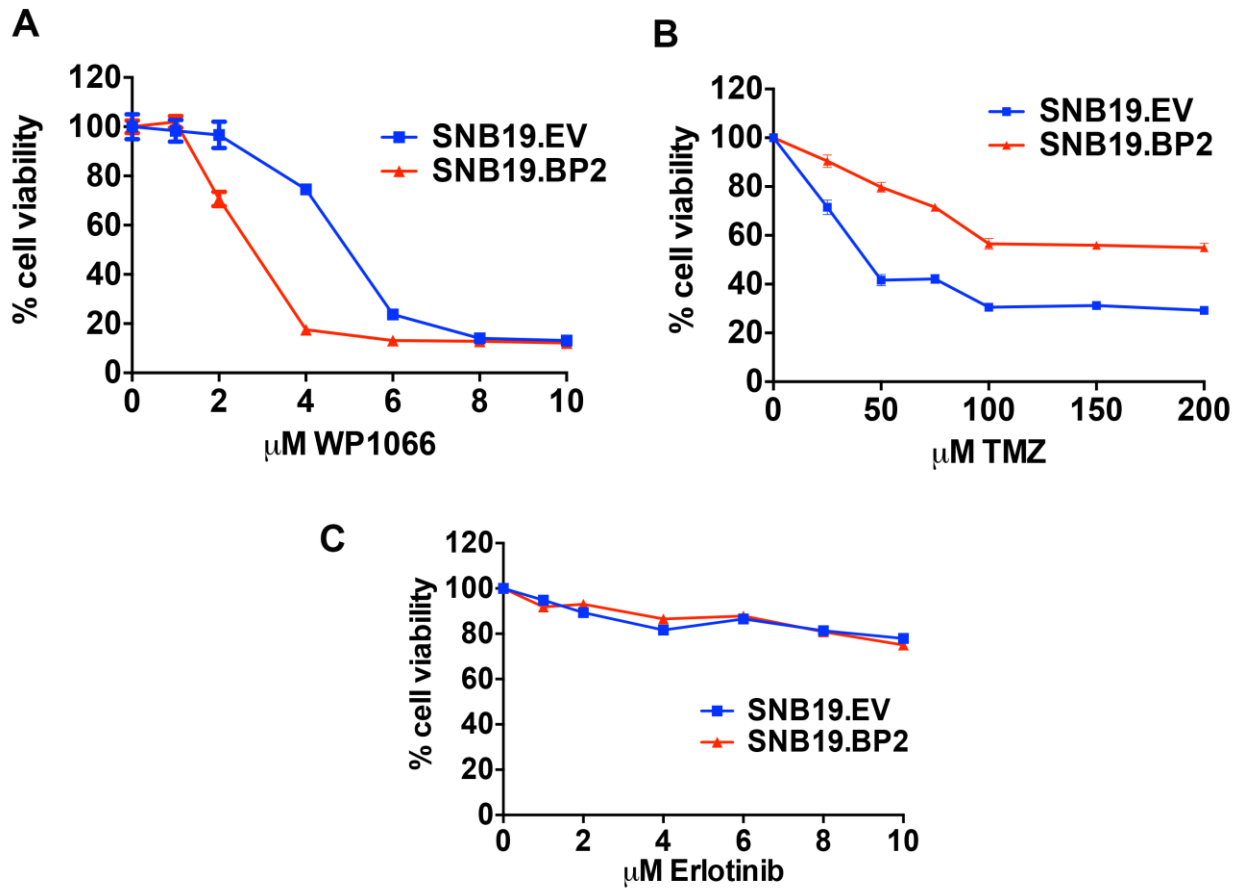 A
% cell viability
120
100
80
60
40
20
0
0 2 4 6 8 10
μM WP1066
SNB19.EV
SNB19.BP2
B
% cell viability
120
100
80
60
40
20
0
0 50 100 150 200
μM TMZ
SNB19.EV
SNB19.BP2
C
% cell viability
120
100
80
60
40
20
0
0 2 4 6 8 10
μM Erlotinib
SNB19.EV
SNB19.BP2